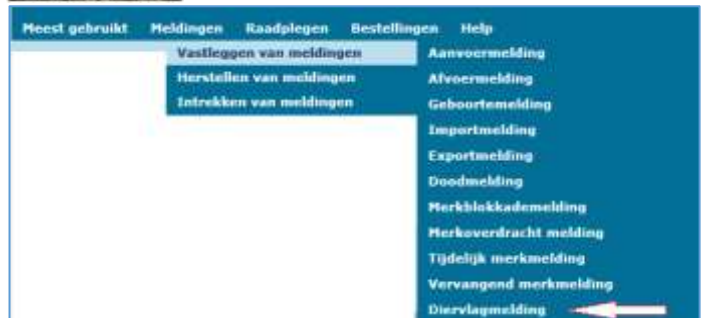 Meest gebruikt Meldingen Raadplegen Bestellingen Help
Vastleggen van meldingen
Herstellen van meldingen
Intrekken van meldingen
Aanvoermelding
Afvoermelding
Geboortemelding
Importmelding
Exportmelding
Doodmelding
Merkblokkademelding
Merkoverdracht melding
Tijdelijk merkmelding
Vervangend merkmelding
Diervlagmelding